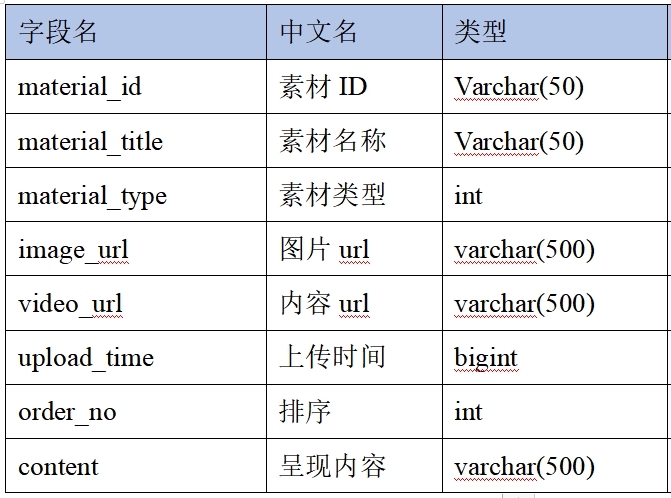 字段名 中文名 类型
material_id 素材 ID Varchar(50)
material_title 素材名称 Varchar(50)
material_type 素材类型 int
image_url 图片 url varchar(500)
video_url 内容 url varchar(500)
upload_time 上传时间 bigint
order_no 排序 int
content 呈现内容 varchar(500)